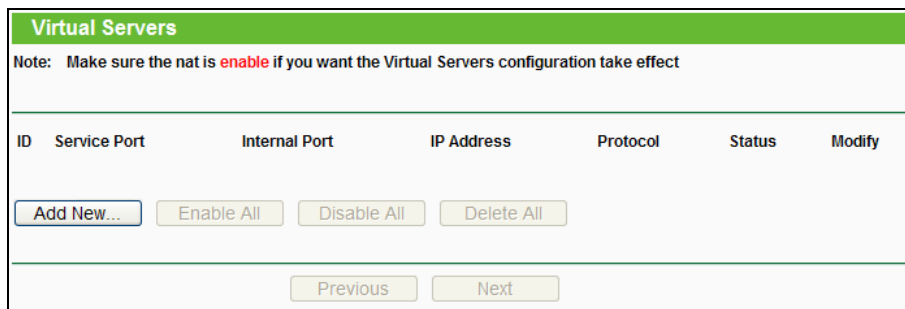 Virtual Servers
Note: Make sure the nat is enable if you want the Virtual Servers configuration take effect
ID Service Port Internal Port IP Address Protocol Status Modify
Add New... Enable All Disable All Delete All
Previous Next